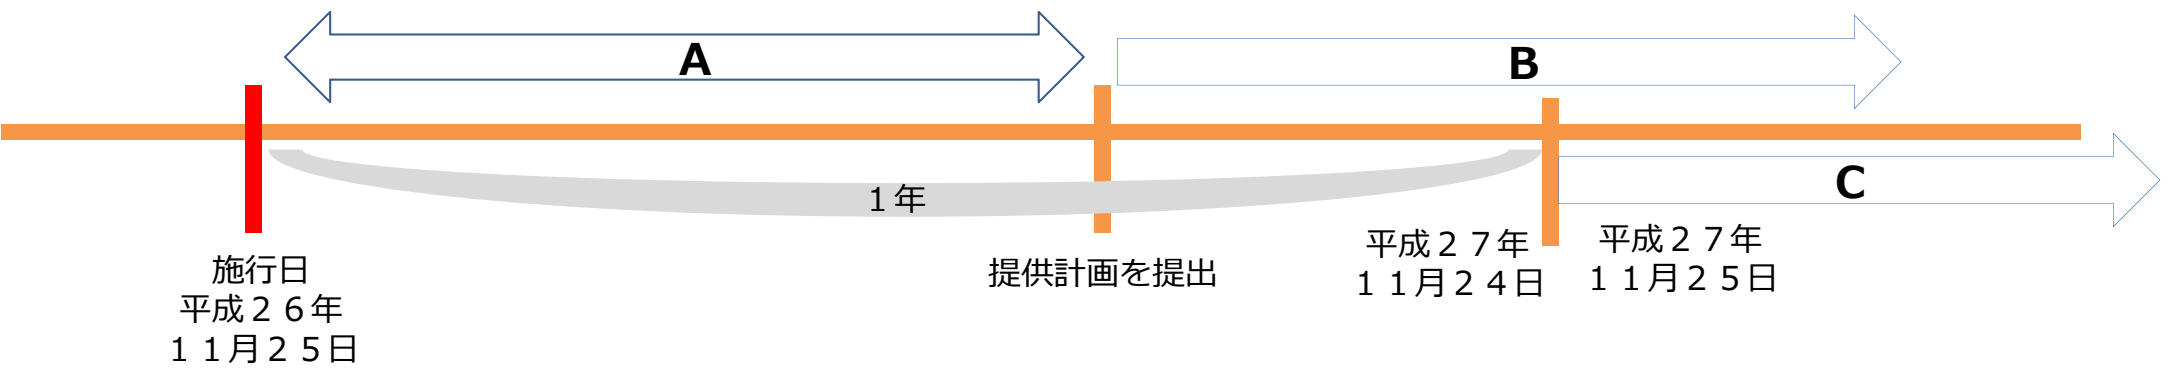 A
B
C
１年
施行日
平成２６年
１１月２５日
提供計画を提出
平成２７年
１１月２４日
平成２７年
１１月２５日